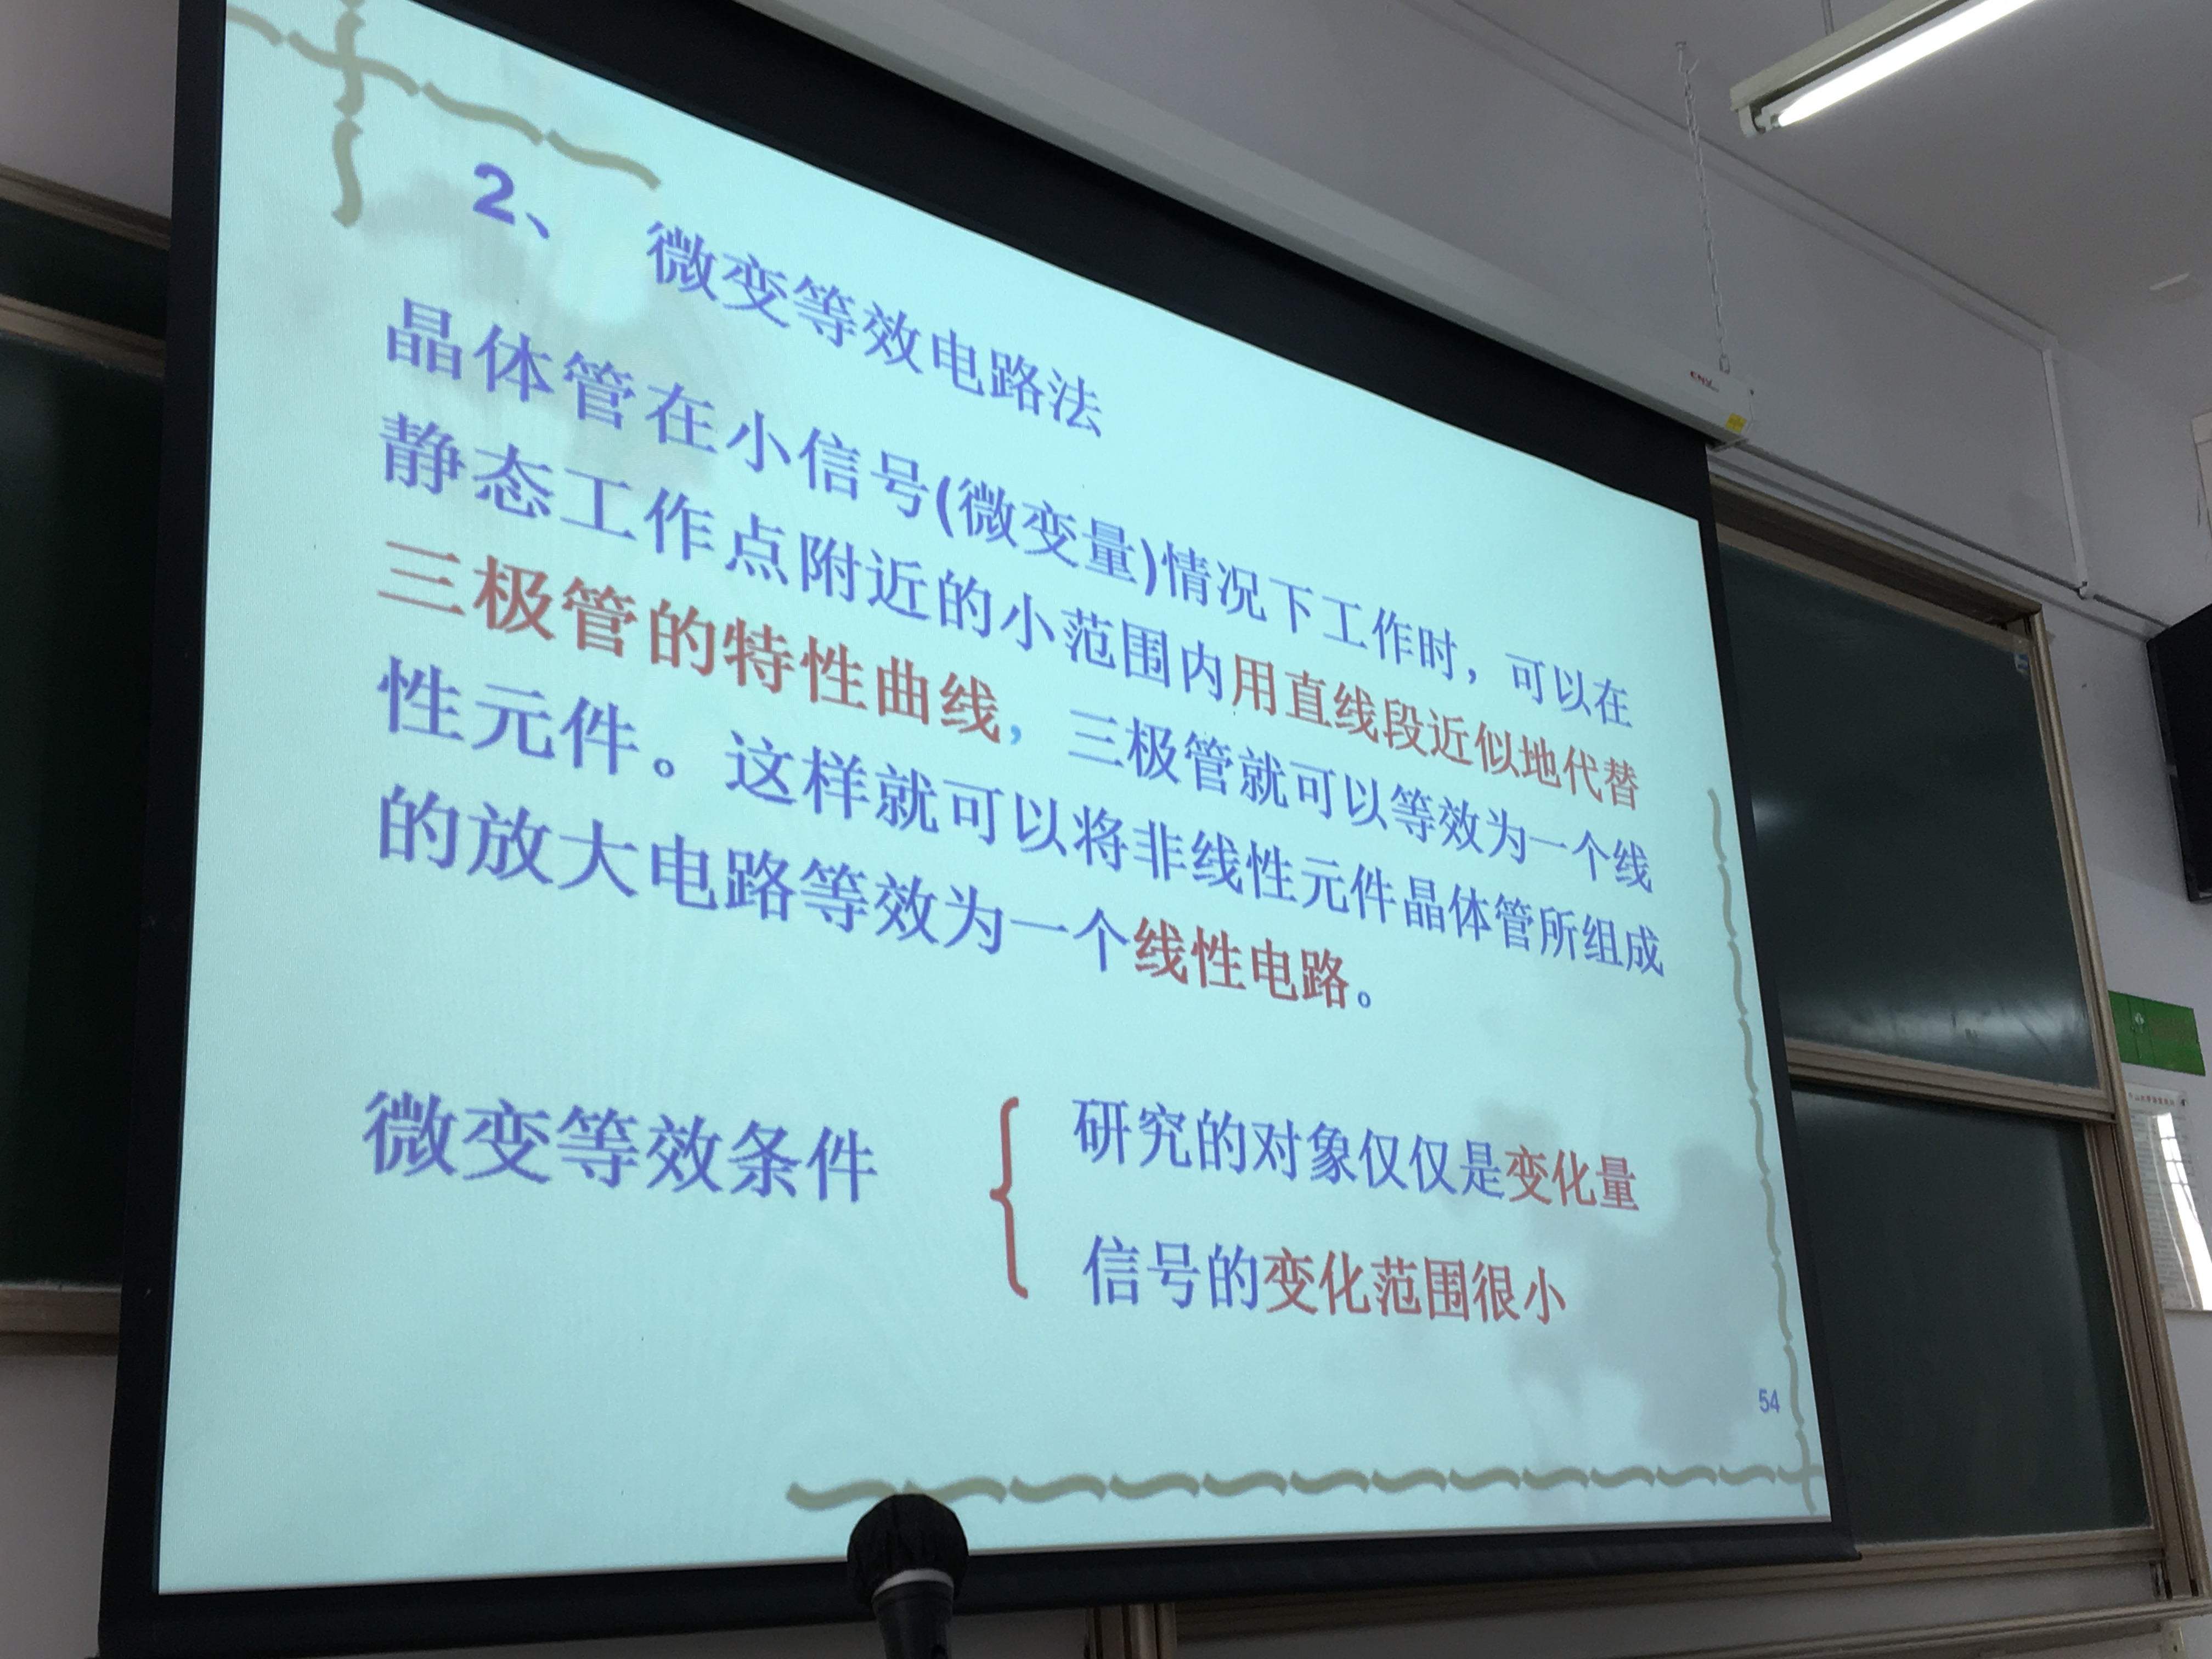 2、 微变等效电路法
晶体管在小信号(微变量)情况下工作时，可以在
静态工作点附近的小范围内用直线段近似地代替
三极管的特性曲线，三极管就可以等效为一个线
性元件。这样就可以将非线性元件晶体管所组成
的放大电路等效为一个线性电路。
微变等效条件
研究的对象仅仅是变化量
信号的变化范围很小
54